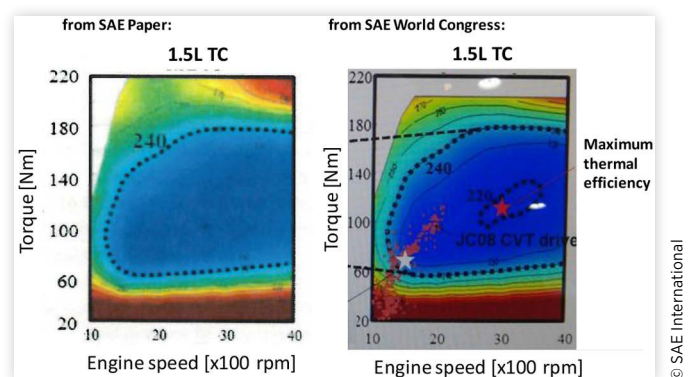 from SAE Paper:
from SAE World Congress:
1.5L TC
1.5L TC
220
180
140
100
60
20
Torque [Nm]
240
10
20
30
40
Engine speed [x100 rpm]
220
180
140
100
60
20
Torque [Nm]
240
220
JC08 CVT drive
10
20
30
40
Engine speed [x100 rpm]
Maximum
thermal
efficiency
© SAE International